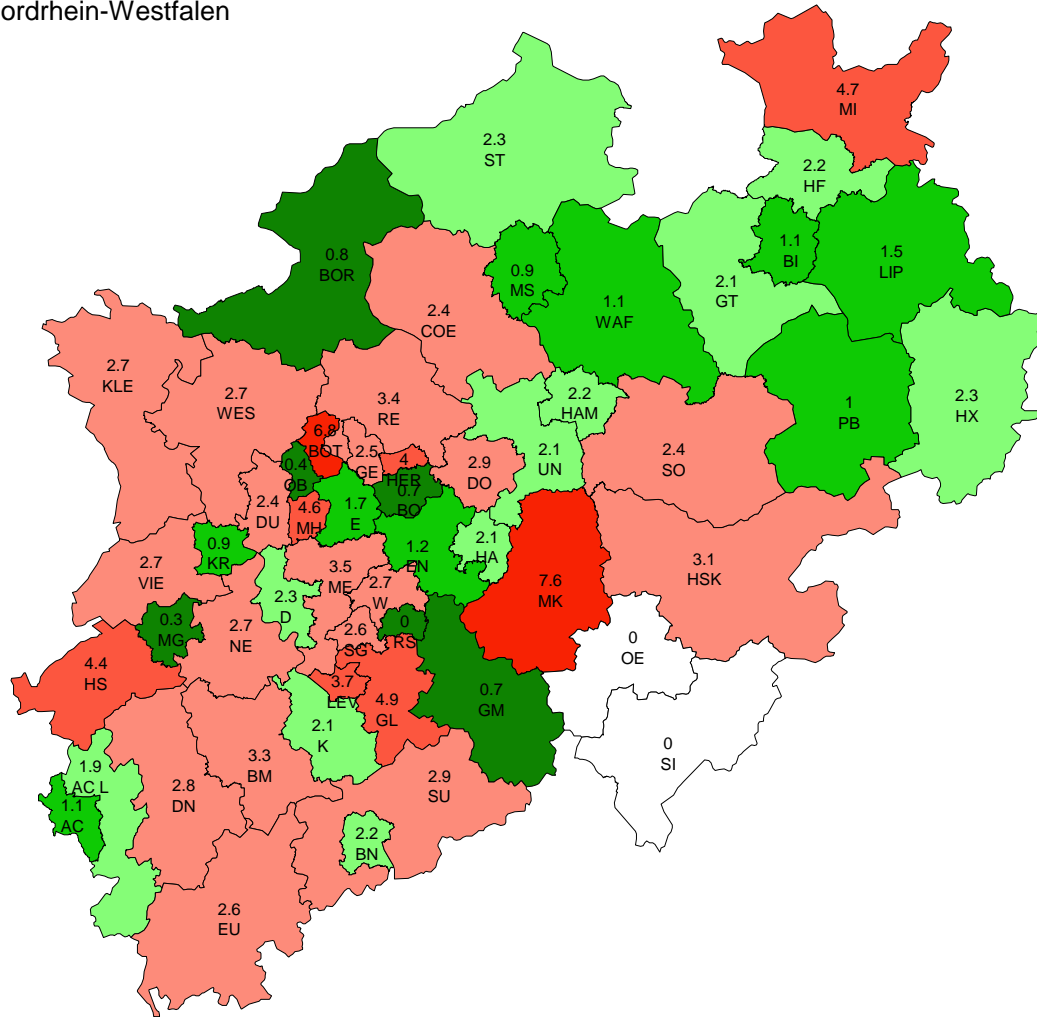 ordrhein-Westfalen
4.7
MI
2.3
ST
2.2
HF
1.1
BI
1.5
LIP
0.8
BOR
0.9
MS
2.1
GT
1.1
WAF
2.4
COE
2.7
KLE
2.7
WES
3.4
RE
2.2
HAM
1
PB
2.3
HX
6.8
BOT
2.5
GE
4
HER
2.9
DO
2.1
UN
2.4
SO
0.4
OB
0.7
BO
2.4
DU
4.6
MH
1.7
E
0.9
KR
1.2
EN
2.1
HA
3.1
HSK
2.7
VIE
3.5
ME
2.7
W
7.6
MK
2.3
D
0.3
MG
2.7
NE
2.6
SG
0
RS
0
OE
4.4
HS
3.7
LEV
4.9
GL
0.7
GM
2.1
K
0
SI
1.9
AC L
3.3
BM
2.8
DN
2.9
SU
1.1
AC
2.2
BN
2.6
EU